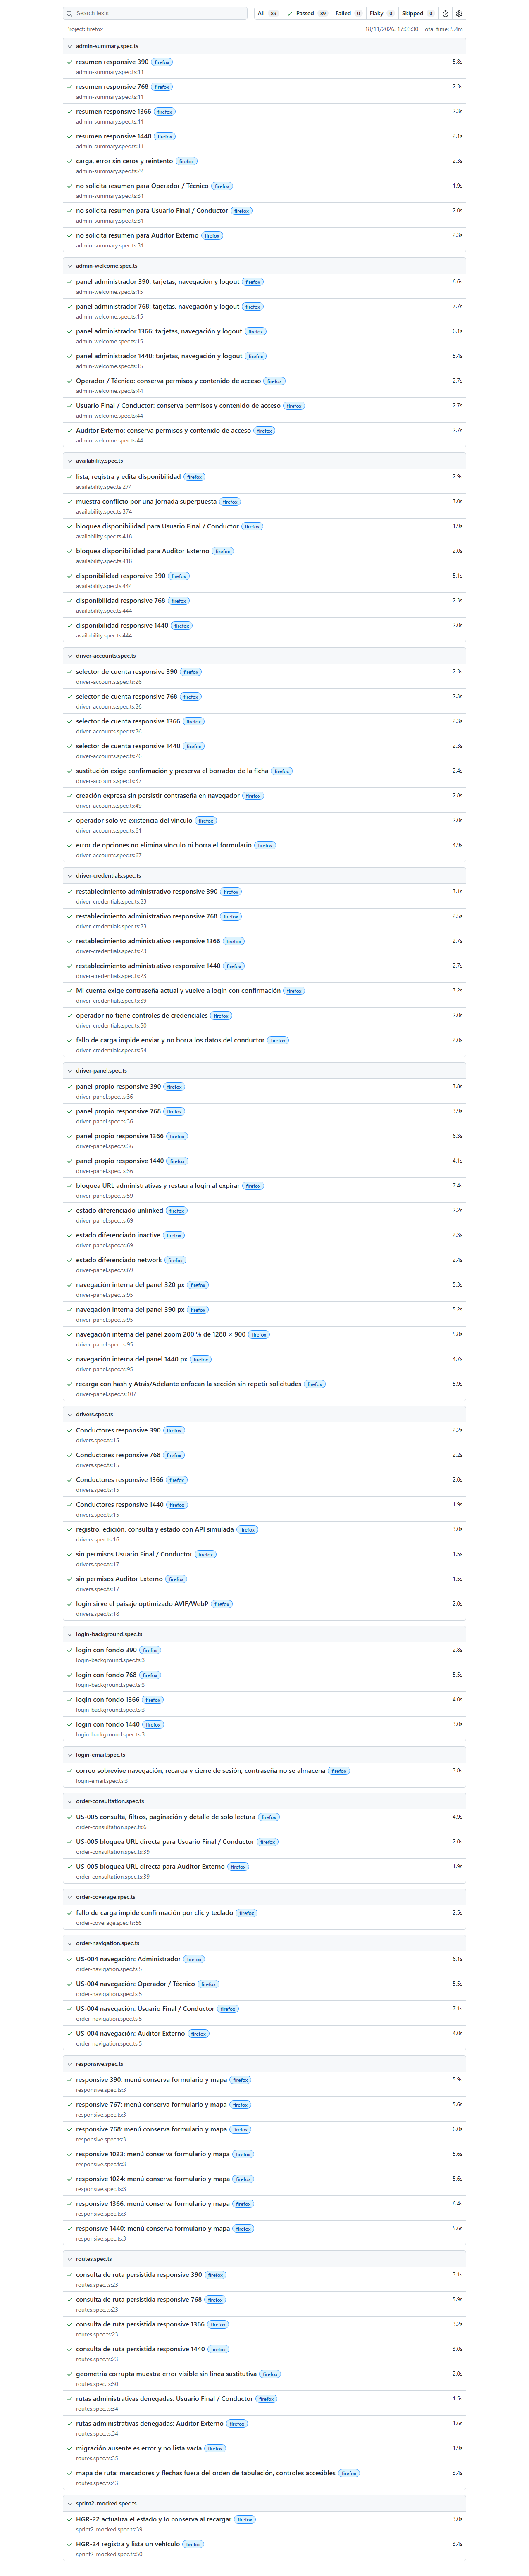 Search tests
All 89 Passed 89 Failed 0 Flaky 0 Skipped 0
Project: firefox 18/11/2026, 17:03:30 Total time: 5.4m
admin-summary.spec.ts
resumen responsive 390 firefox 5.8s
admin-summary.spec.ts:11
resumen responsive 768 firefox 2.3s
admin-summary.spec.ts:11
resumen responsive 1366 firefox 2.3s
admin-summary.spec.ts:11
resumen responsive 1440 firefox 2.1s
admin-summary.spec.ts:11
carga, error sin ceros y reintento firefox 2.3s
admin-summary.spec.ts:24
no solicita resumen para Operador / Técnico firefox 1.9s
admin-summary.spec.ts:31
no solicita resumen para Usuario Final / Conductor firefox 2.0s
admin-summary.spec.ts:31
no solicita resumen para Auditor Externo firefox 2.3s
admin-summary.spec.ts:31
admin-welcome.spec.ts
panel administrador 390: tarjetas, navegación y logout firefox 6.6s
admin-welcome.spec.ts:15
panel administrador 768: tarjetas, navegación y logout firefox 7.7s
admin-welcome.spec.ts:15
panel administrador 1366: tarjetas, navegación y logout firefox 6.1s
admin-welcome.spec.ts:15
panel administrador 1440: tarjetas, navegación y logout firefox 5.4s
admin-welcome.spec.ts:15
Operador / Técnico: conserva permisos y contenido de acceso firefox 2.7s
admin-welcome.spec.ts:44
Usuario Final / Conductor: conserva permisos y contenido de acceso firefox 2.7s
admin-welcome.spec.ts:44
Auditor Externo: conserva permisos y contenido de acceso firefox 2.7s
admin-welcome.spec.ts:44
availability.spec.ts
lista, registra y edita disponibilidad firefox 2.9s
availability.spec.ts:274
muestra conflicto por una jornada superpuesta firefox 3.0s
availability.spec.ts:374
bloquea disponibilidad para Usuario Final / Conductor firefox 1.9s
availability.spec.ts:418
bloquea disponibilidad para Auditor Externo firefox 2.0s
availability.spec.ts:418
disponibilidad responsive 390 firefox 5.1s
availability.spec.ts:444
disponibilidad responsive 768 firefox 2.3s
availability.spec.ts:444
disponibilidad responsive 1440 firefox 2.0s
availability.spec.ts:444
driver-accounts.spec.ts
selector de cuenta responsive 390 firefox 2.3s
driver-accounts.spec.ts:26
selector de cuenta responsive 768 firefox 2.3s
driver-accounts.spec.ts:26
selector de cuenta responsive 1366 firefox 2.3s
driver-accounts.spec.ts:26
selector de cuenta responsive 1440 firefox 2.3s
driver-accounts.spec.ts:26
sustitución exige confirmación y preserva el borrador de la ficha firefox 2.4s
driver-accounts.spec.ts:37
creación expresa sin persistir contraseña en navegador firefox 2.8s
driver-accounts.spec.ts:49
operador solo ve existencia del vínculo firefox 2.0s
driver-accounts.spec.ts:61
error de opciones no elimina vínculo ni borra el formulario firefox 4.9s
driver-accounts.spec.ts:67
driver-credentials.spec.ts
restablecimiento administrativo responsive 390 firefox 3.1s
driver-credentials.spec.ts:23
restablecimiento administrativo responsive 768 firefox 2.5s
driver-credentials.spec.ts:23
restablecimiento administrativo responsive 1366 firefox 2.7s
driver-credentials.spec.ts:23
restablecimiento administrativo responsive 1440 firefox 2.7s
driver-credentials.spec.ts:23
Mi cuenta exige contraseña actual y vuelve a login con confirmación firefox 3.2s
driver-credentials.spec.ts:39
operador no tiene controles de credenciales firefox 2.0s
driver-credentials.spec.ts:50
fallo de carga impide enviar y no borra los datos del conductor firefox 2.0s
driver-credentials.spec.ts:54
driver-panel.spec.ts
panel propio responsive 390 firefox 3.8s
driver-panel.spec.ts:36
panel propio responsive 768 firefox 3.9s
driver-panel.spec.ts:36
panel propio responsive 1366 firefox 6.3s
driver-panel.spec.ts:36
panel propio responsive 1440 firefox 4.1s
driver-panel.spec.ts:36
bloquea URL administrativas y restaura login al expirar firefox 7.4s
driver-panel.spec.ts:59
estado diferenciado unlinked firefox 2.2s
driver-panel.spec.ts:69
estado diferenciado inactive firefox 2.3s
driver-panel.spec.ts:69
estado diferenciado network firefox 2.4s
driver-panel.spec.ts:69
navegación interna del panel 320 px firefox 5.3s
driver-panel.spec.ts:95
navegación interna del panel 390 px firefox 5.2s
driver-panel.spec.ts:95
navegación interna del panel zoom 200 % de 1280 × 900 firefox 5.8s
driver-panel.spec.ts:95
navegación interna del panel 1440 px firefox 4.7s
driver-panel.spec.ts:95
recarga con hash y Atrás/Adelante enfocan la sección sin repetir solicitudes firefox 5.9s
driver-panel.spec.ts:107
drivers.spec.ts
Conductores responsive 390 firefox 2.2s
drivers.spec.ts:15
Conductores responsive 768 firefox 2.2s
drivers.spec.ts:15
Conductores responsive 1366 firefox 2.0s
drivers.spec.ts:15
Conductores responsive 1440 firefox 1.9s
drivers.spec.ts:15
registro, edición, consulta y estado con API simulada firefox 3.0s
drivers.spec.ts:16
sin permisos Usuario Final / Conductor firefox 1.5s
drivers.spec.ts:17
sin permisos Auditor Externo firefox 1.5s
drivers.spec.ts:17
login sirve el paisaje optimizado AVIF/WebP firefox 2.0s
drivers.spec.ts:18
login-background.spec.ts
login con fondo 390 firefox 2.8s
login-background.spec.ts:3
login con fondo 768 firefox 5.5s
login-background.spec.ts:3
login con fondo 1366 firefox 4.0s
login-background.spec.ts:3
login con fondo 1440 firefox 3.0s
login-background.spec.ts:3
login-email.spec.ts
correo sobrevive navegación, recarga y cierre de sesión; contraseña no se almacena firefox 3.8s
login-email.spec.ts:3
order-consultation.spec.ts
US-005 consulta, filtros, paginación y detalle de solo lectura firefox 4.9s
order-consultation.spec.ts:6
US-005 bloquea URL directa para Usuario Final / Conductor firefox 2.0s
order-consultation.spec.ts:39
US-005 bloquea URL directa para Auditor Externo firefox 1.9s
order-consultation.spec.ts:39
order-coverage.spec.ts
fallo de carga impide confirmación por clic y teclado firefox 2.5s
order-coverage.spec.ts:66
order-navigation.spec.ts
US-004 navegación: Administrador firefox 6.1s
order-navigation.spec.ts:5
US-004 navegación: Operador / Técnico firefox 5.5s
order-navigation.spec.ts:5
US-004 navegación: Usuario Final / Conductor firefox 7.1s
order-navigation.spec.ts:5
US-004 navegación: Auditor Externo firefox 4.0s
order-navigation.spec.ts:5
responsive.spec.ts
responsive 390: menú conserva formulario y mapa firefox 5.9s
responsive.spec.ts:3
responsive 767: menú conserva formulario y mapa firefox 5.6s
responsive.spec.ts:3
responsive 768: menú conserva formulario y mapa firefox 6.0s
responsive.spec.ts:3
responsive 1023: menú conserva formulario y mapa firefox 5.6s
responsive.spec.ts:3
responsive 1024: menú conserva formulario y mapa firefox 5.6s
responsive.spec.ts:3
responsive 1366: menú conserva formulario y mapa firefox 6.4s
responsive.spec.ts:3
responsive 1440: menú conserva formulario y mapa firefox 5.6s
responsive.spec.ts:3
routes.spec.ts
consulta de ruta persistida responsive 390 firefox 3.1s
routes.spec.ts:23
consulta de ruta persistida responsive 768 firefox 5.9s
routes.spec.ts:23
consulta de ruta persistida responsive 1366 firefox 3.2s
routes.spec.ts:23
consulta de ruta persistida responsive 1440 firefox 3.0s
routes.spec.ts:23
geometría corrupta muestra error visible sin línea sustitutiva firefox 2.0s
routes.spec.ts:30
rutas administrativas denegadas: Usuario Final / Conductor firefox 1.5s
routes.spec.ts:34
rutas administrativas denegadas: Auditor Externo firefox 1.6s
routes.spec.ts:34
migración ausente es error y no lista vacía firefox 1.9s
routes.spec.ts:35
mapa de ruta: marcadores y flechas fuera del orden de tabulación, controles accesibles firefox 3.4s
routes.spec.ts:43
sprint2-mocked.spec.ts
HGR-22 actualiza el estado y lo conserva al recargar firefox 3.0s
sprint2-mocked.spec.ts:39
HGR-24 registra y lista un vehículo firefox 3.4s
sprint2-mocked.spec.ts:50